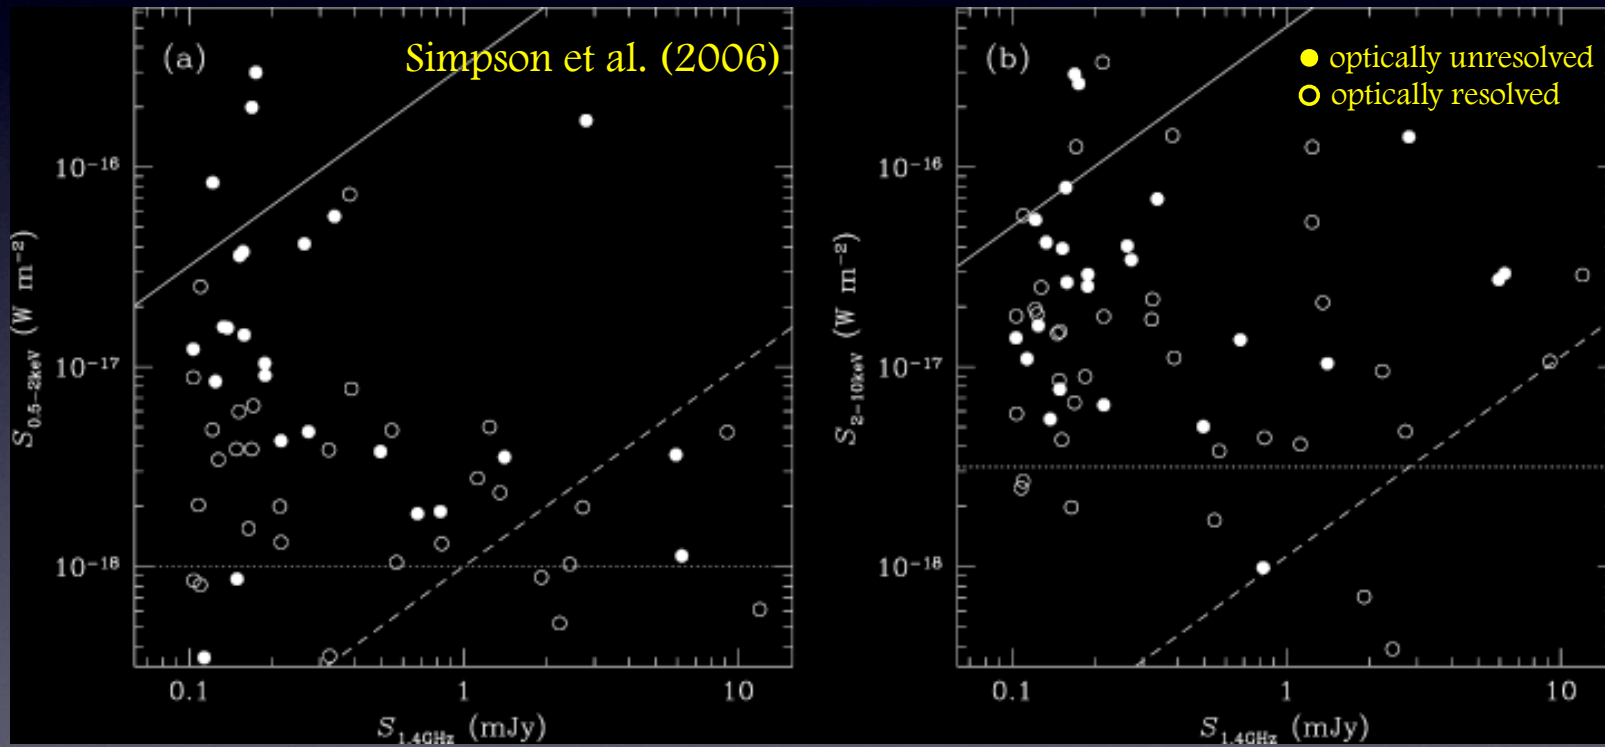 (a)
Simpson et al. (2006)
10⁻¹⁶
10⁻¹⁷
10⁻¹⁸
S₀.₅₋₂ₖₑV (W m⁻²)
0.1
1
10
S₁.₄GHz (mJy)
(b)
optically unresolved
optically resolved
10⁻¹⁶
10⁻¹⁷
10⁻¹⁸
S₂₋₁₀ₖₑV (W m⁻²)
0.1
1
10
S₁.₄GHz (mJy)